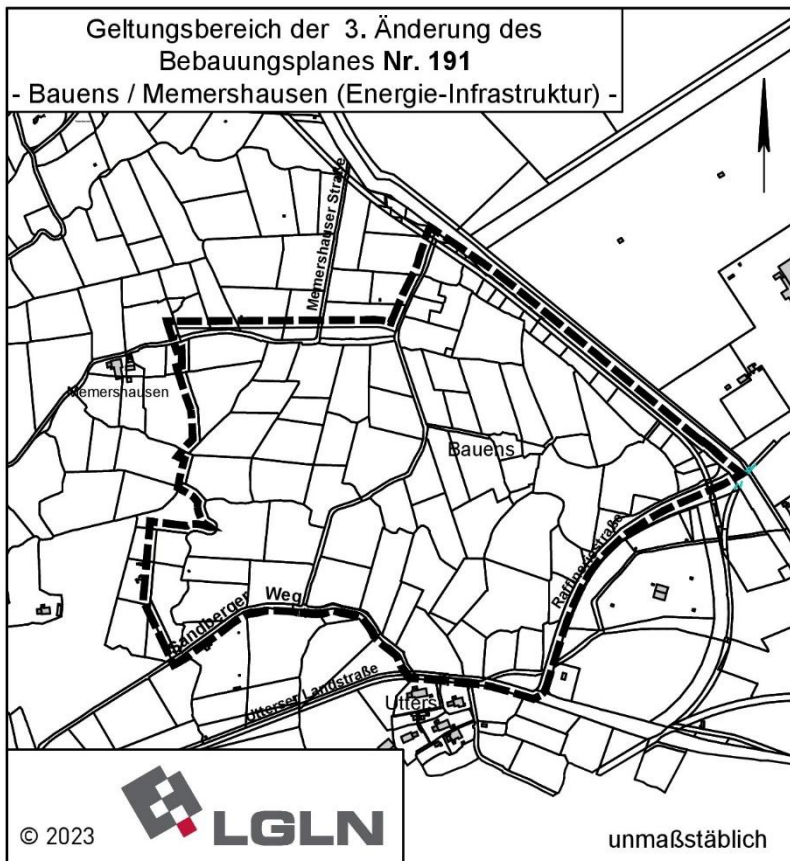 Geltungsbereich der 3. Änderung des
Bebauungsplanes Nr. 191
- Bauens / Memershausen (Energie-Infrastruktur) -
Memershauser Straße
Memershausen
Bauens
Raffineriestraße
Sandberger Weg
Utterser Landstraße
Utters
© 2023
LGLN
unmaßstäblich